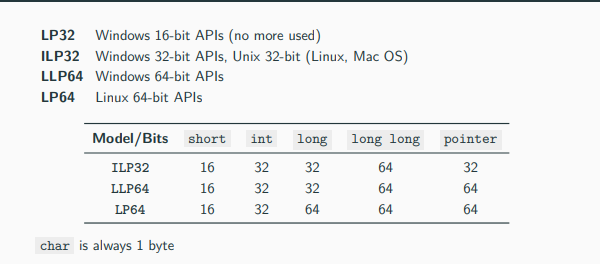 LP32 Windows 16-bit APIs (no more used)
ILP32 Windows 32-bit APIs, Unix 32-bit (Linux, Mac OS)
LLP64 Windows 64-bit APIs
LP64 Linux 64-bit APIs
Model/Bits short int long long long pointer
ILP32 16 32 32 64 32
LLP64 16 32 32 64 64
LP64 16 32 64 64 64
char is always 1 byte